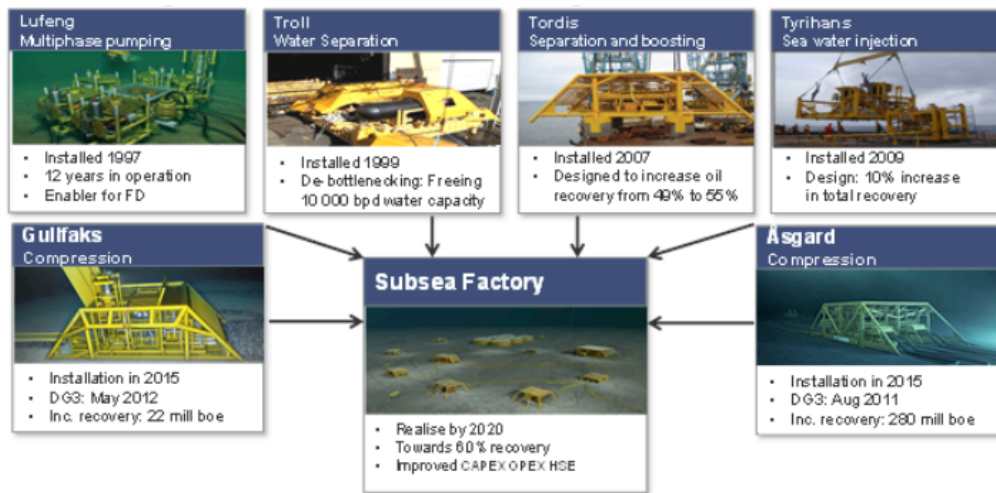 Lufeng
Multiphase pumping
• Installed 1997
• 12 years in operation
• Enabler for FD
Troll
Water Separation
• Installed 1999
• De-bottlenecking: Freeing
10 000 bpd water capacity
Tordis
Separation and boosting
• Installed 2007
• Designed to increase oil
recovery from 49% to 55%
Tyrihans
Sea water injection
• Installed 2009
• Design: 10% increase
in total recovery
Gullfaks
Compression
• Installation in 2015
• DG3: May 2012
• Inc. recovery: 22 mill boe
Subsea Factory
• Realise by 2020
• Towards 60% recovery
• Improved CAPEX OPEX HSE
Åsgard
Compression
• Installation in 2015
• DG3: Aug 2011
• Inc. recovery: 280 mill boe